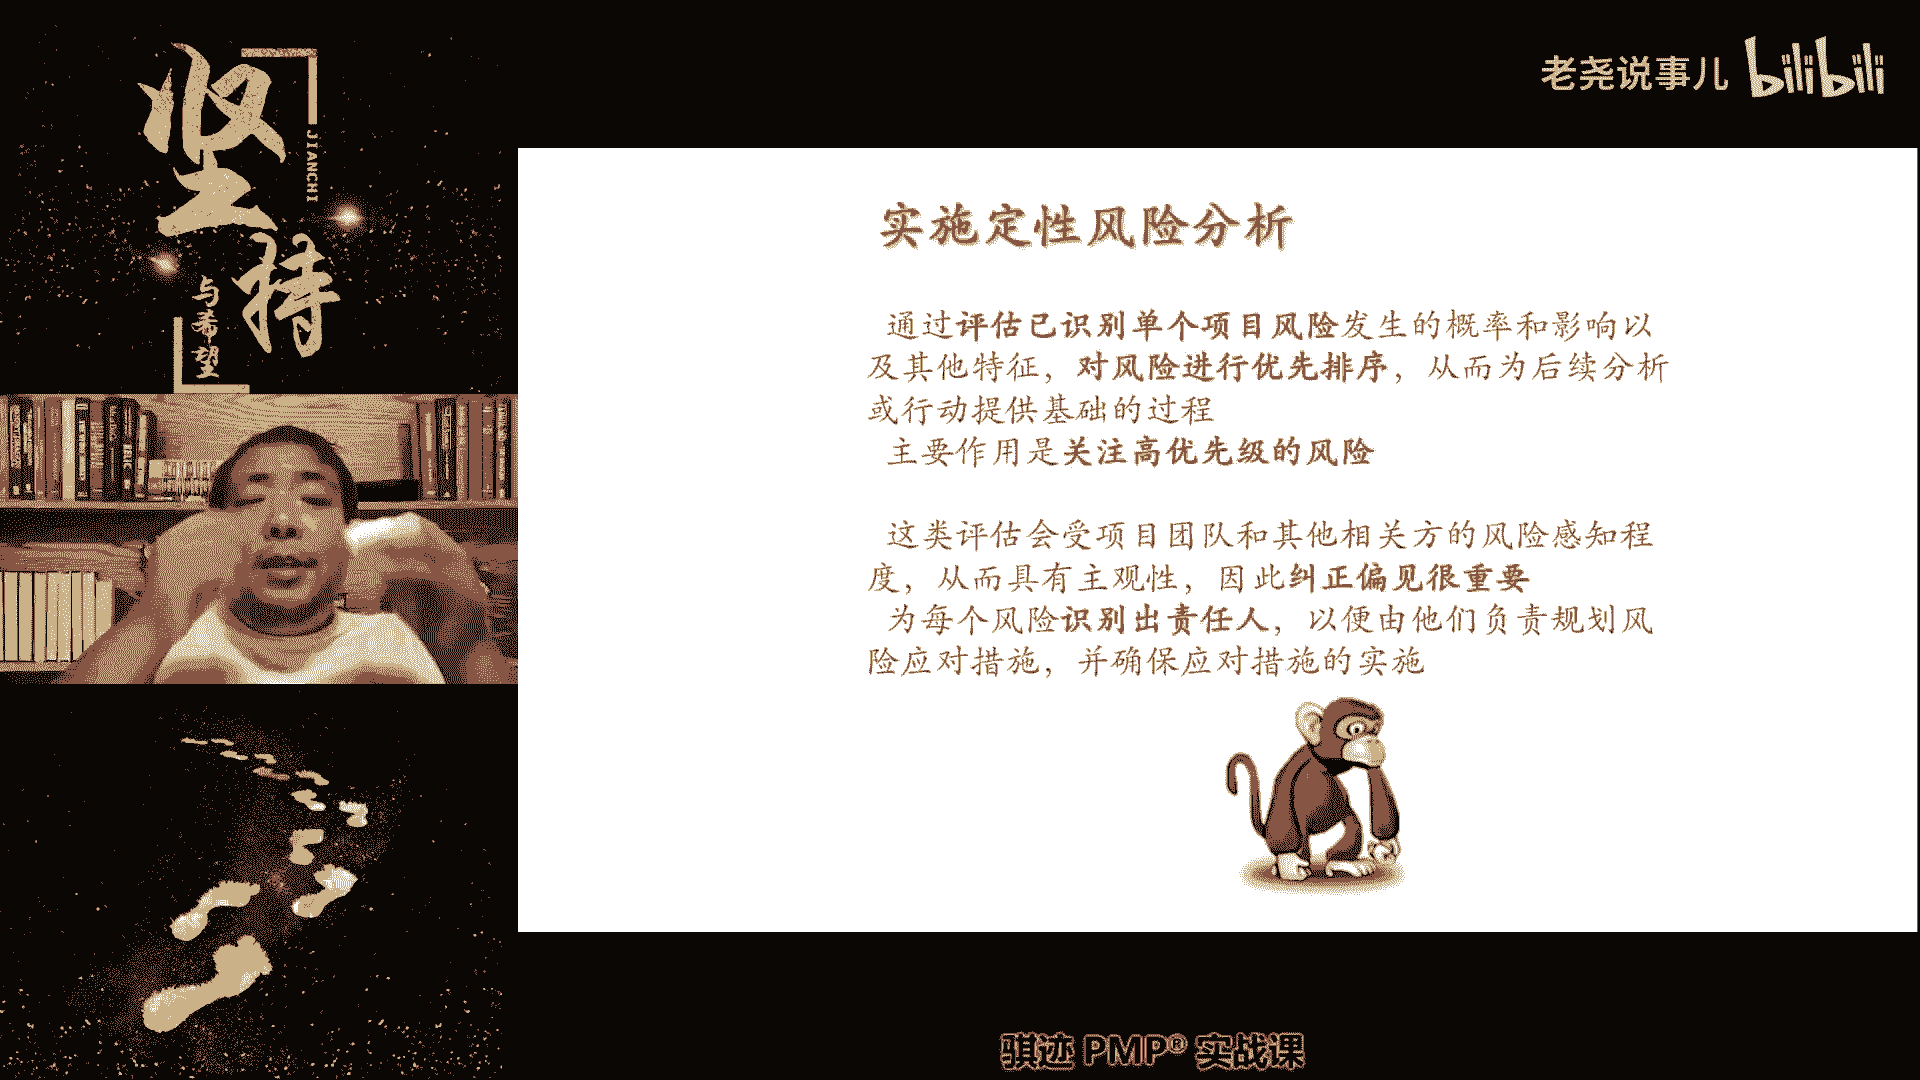 坚持
JIANCHI
与希望
老尧说事儿 bilibili
实施定性风险分析
通过评估已识别单个项目风险发生的概率和影响以
及其他特征，对风险进行优先排序，从而为后续分析
或行动提供基础的过程
主要作用是关注高优先级的风险
这类评估会受项目团队和其他相关方的风险感知程
度，从而具有主观性，因此纠正偏见很重要
为每个风险识别出责任人，以便由他们负责规划风
险应对措施，并确保应对措施的实施
骐迹 PMP® 实战课